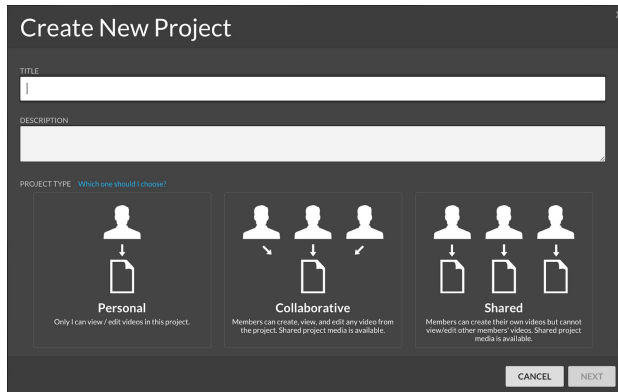 Create New Project
TITLE
DESCRIPTION
PROJECT TYPE Which one should I choose?
Personal
Only I can view / edit videos in this project.
Collaborative
Members can create, view, and edit any video from
the project. Shared project media is available.
Shared
Members can create their own videos but cannot
view/edit other members' videos. Shared project
media is available.
CANCEL NEXT